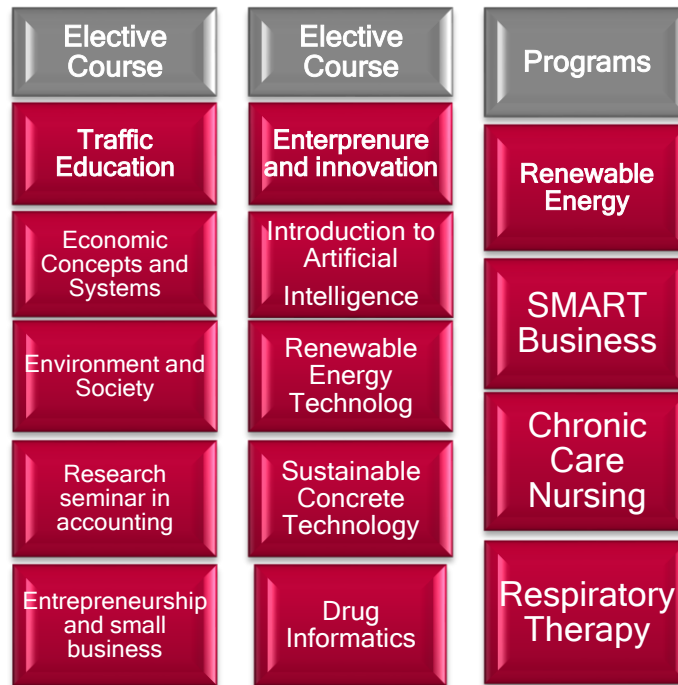 Elective
Course
Traffic
Education
Economic
Concepts and
Systems
Environment and
Society
Research
seminar in
accounting
Entrepreneurship
and small
business
Elective
Course
Enterprenure
and innovation
Introduction to
Artificial
Intelligence
Renewable
Energy
Technolog
Sustainable
Concrete
Technology
Drug
Informatics
Programs
Renewable
Energy
SMART
Business
Chronic
Care
Nursing
Respiratory
Therapy